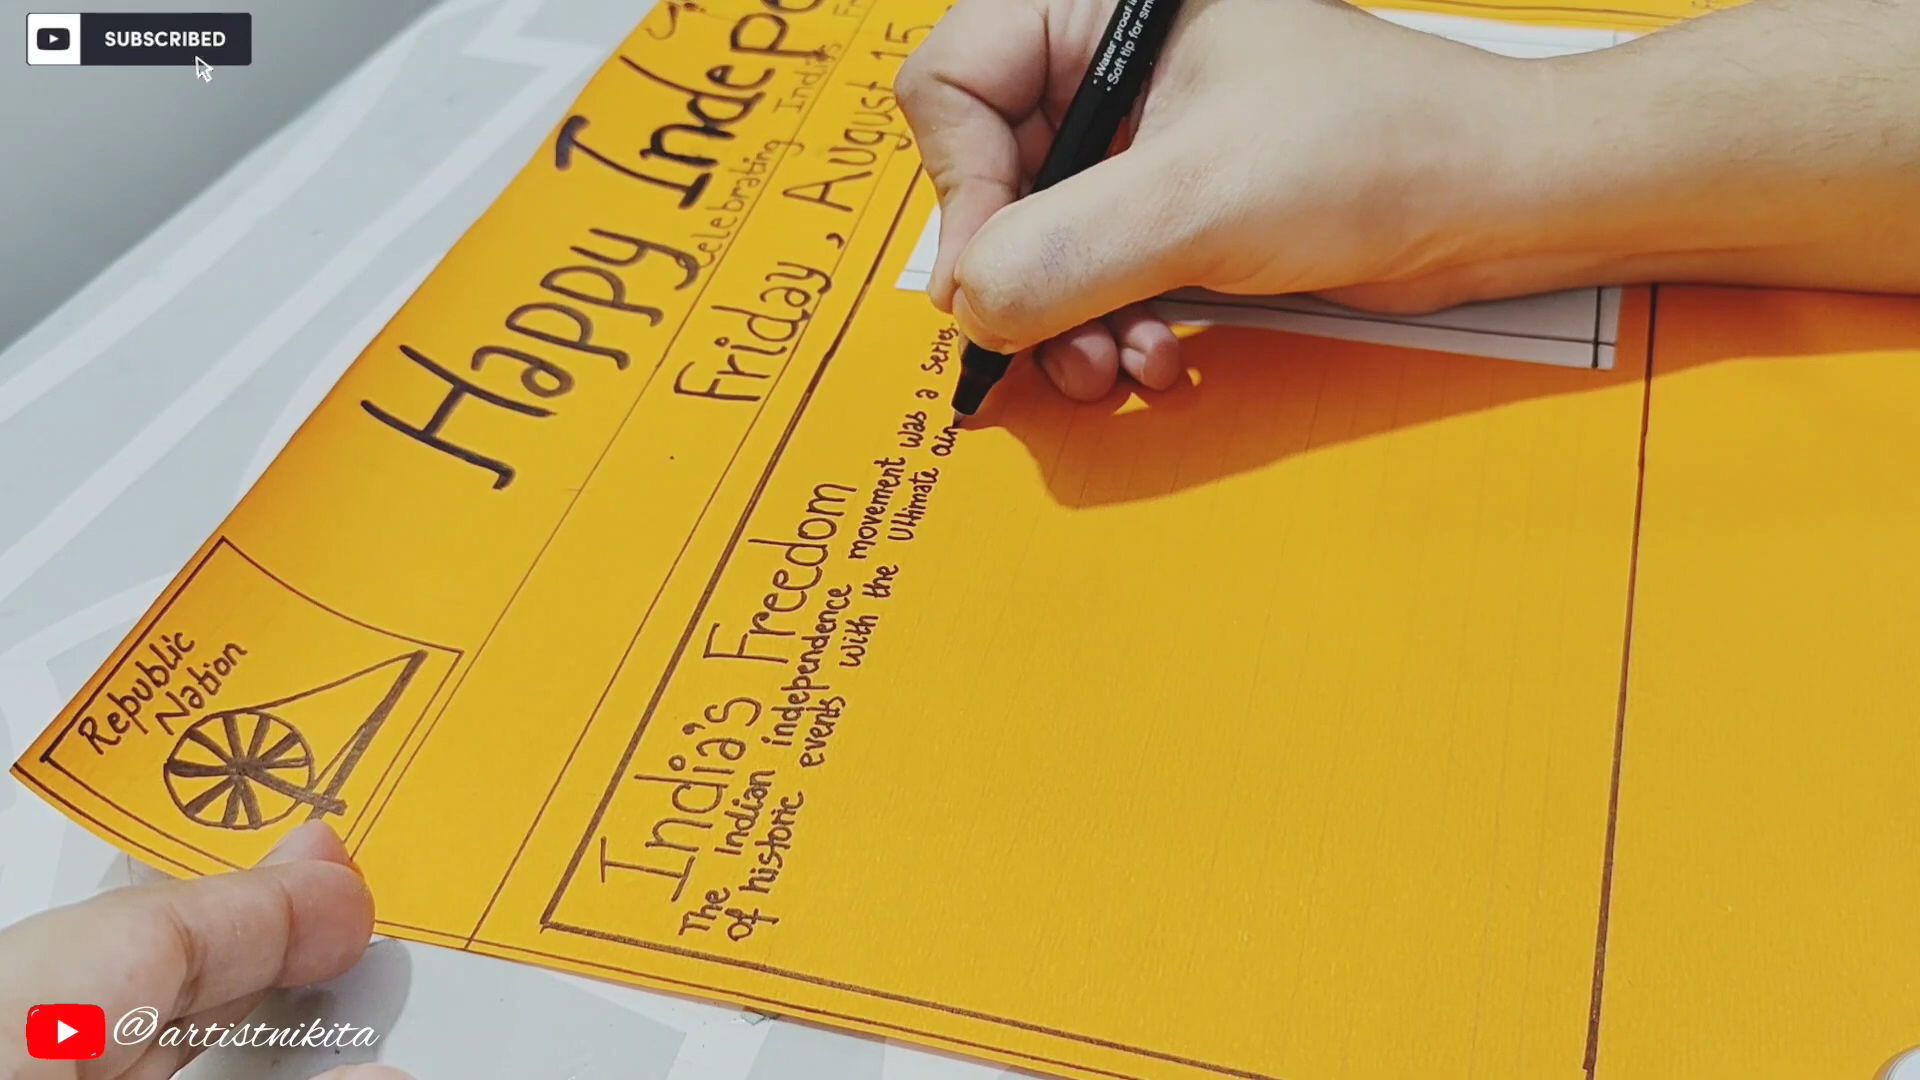 SUBSCRIBED
• Water proof
• Soft tip for
Happy Indepe
Celebrating India's
Friday, August 15
Republic
Nation
India's Freedom
The Indian independence movement was a series
of historic events with the Ultimate aim
@artistnikita